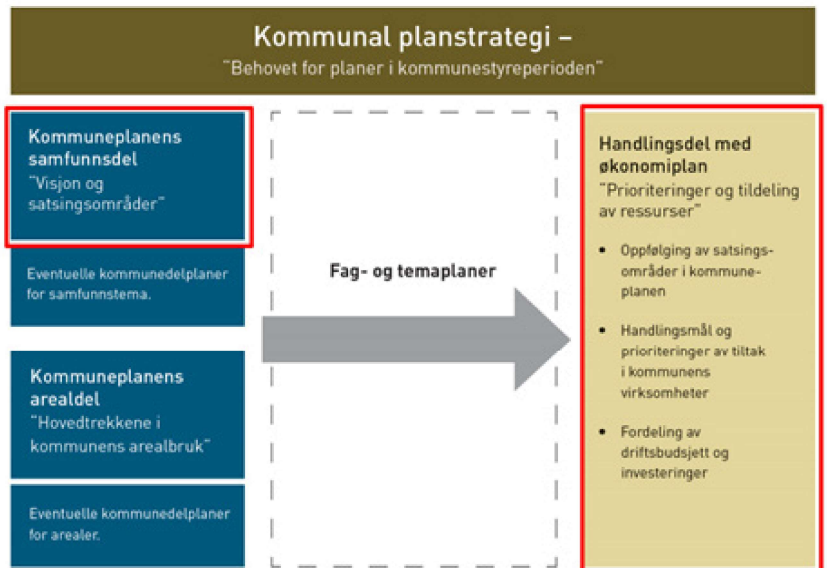 Kommunal planstrategi –
"Behovet for planer i kommunestyreperioden"
Kommuneplanens
samfunnsdel
"Visjon og
satsingsområder"
Eventuelle kommunedelplaner
for samfunnstema.
Kommuneplanens
arealdel
"Hovedtrekkene i
kommunens arealbruk"
Eventuelle kommunedelplaner
for arealer.
Fag- og temaplaner
Handlingsdel med
økonomiplan
"Prioriteringer og tildeling
av ressurser"
• Oppfølging av satsings-
områder i kommune-
planen
• Handlingsmål og
prioriteringer av tiltak
i kommunens
virksomheter
• Fordeling av
driftsbudsjett og
investeringer